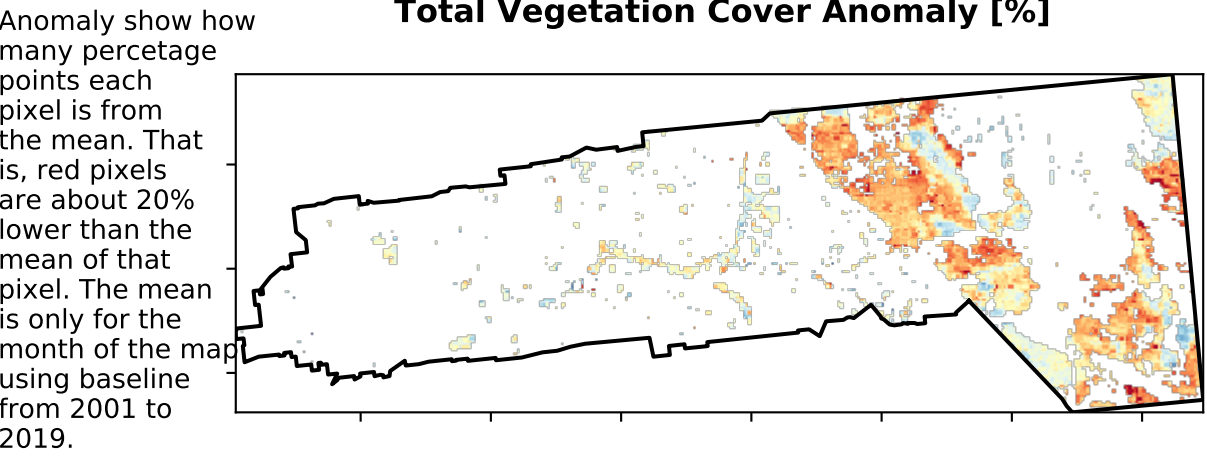 Total Vegetation Cover Anomaly [%]
Anomaly show how
many percetage
points each
pixel is from
the mean. That
is, red pixels
are about 20%
lower than the
mean of that
pixel. The mean
is only for the
month of the map
using baseline
from 2001 to
2019.